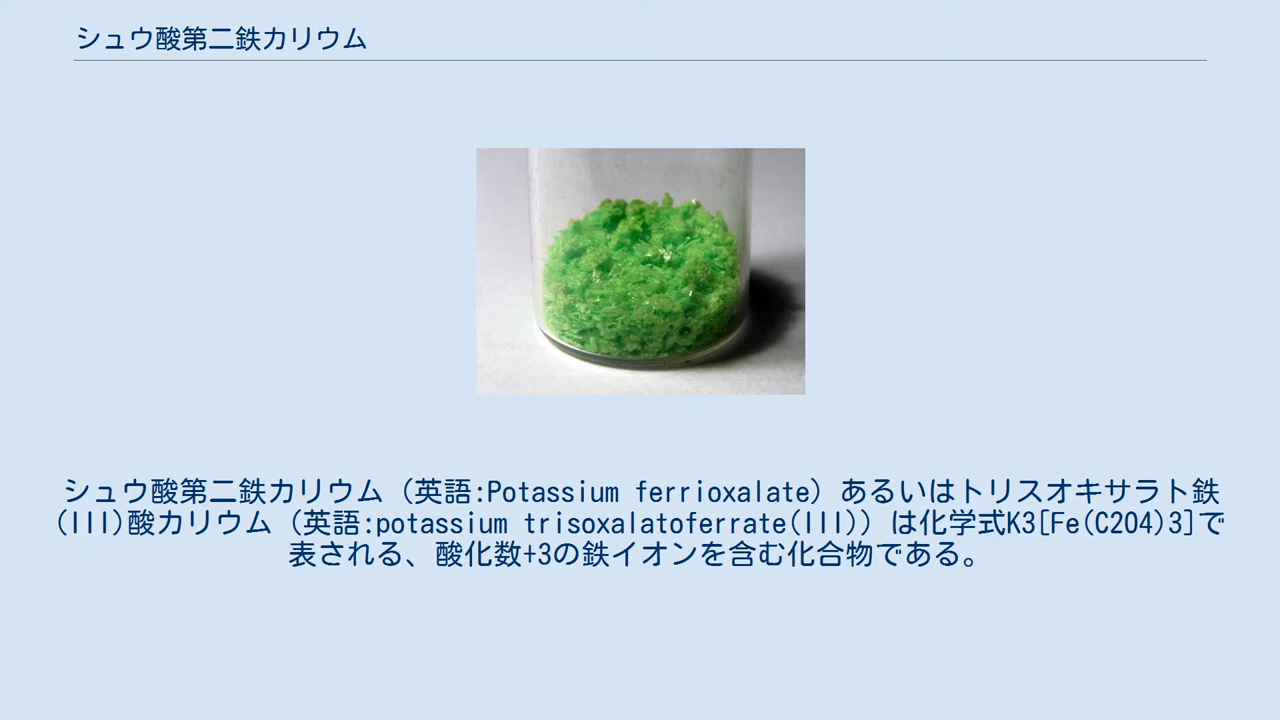 シュウ酸第二鉄カリウム
シュウ酸第二鉄カリウム（英語:Potassium ferrioxalate）あるいはトリスオキサラト鉄
(III)酸カリウム（英語:potassium trisoxalatoferrate(III)）は化学式K3[Fe(C2O4)3]で
表される、酸化数+3の鉄イオンを含む化合物である。